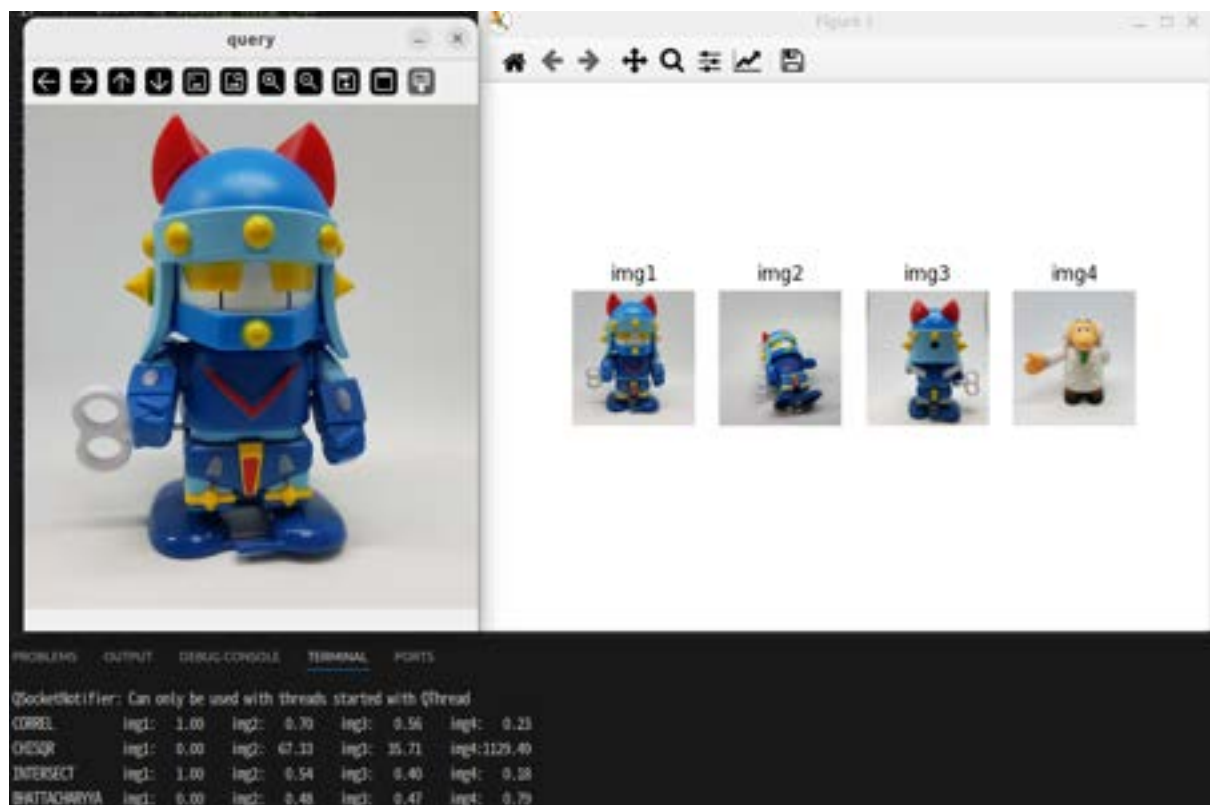 query
Figure 1
img1 img2 img3 img4
PROBLEMS OUTPUT DEBUG CONSOLE TERMINAL PORTS
QSocketNotifier: Can only be used with threads started with QThread
CORREL img1: 1.00 img2: 0.70 img3: 0.56 img4: 0.23
CHISQR img1: 0.00 img2: 67.33 img3: 35.71 img4:1129.49
INTERSECT img1: 1.00 img2: 0.54 img3: 0.40 img4: 0.18
BHATTACHARYYA img1: 0.00 img2: 0.48 img3: 0.47 img4: 0.79